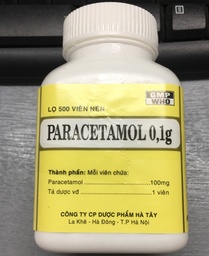 LỌ 500 VIÊN NÉN
GMP
WHO
PARACETAMOL 0,1g
Thành phần: Mỗi viên chứa:
Paracetamol ........................ 100mg
Tá dược vđ ........................ 1 viên
CÔNG TY CP DƯỢC PHẨM HÀ TÂY
La Khê - Hà Đông - T.P Hà Nội